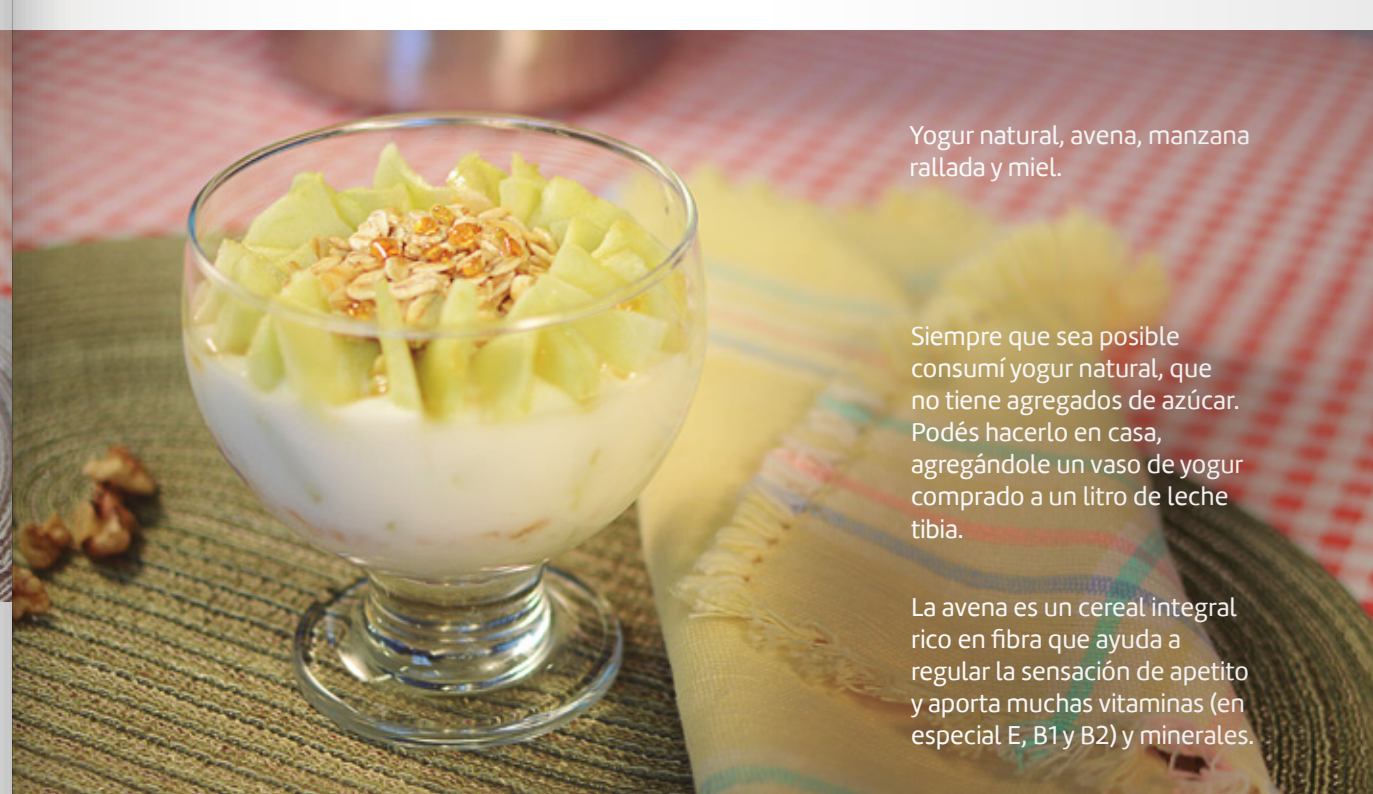 Yogur natural, avena, manzana
rallada y miel.
Siempre que sea posible
consumí yogur natural, que
no tiene agregados de azúcar.
Podés hacerlo en casa,
agregándole un vaso de yogur
comprado a un litro de leche
tibia.
La avena es un cereal integral
rico en fibra que ayuda a
regular la sensación de apetito
y aporta muchas vitaminas (en
especial E, B1 y B2) y minerales.